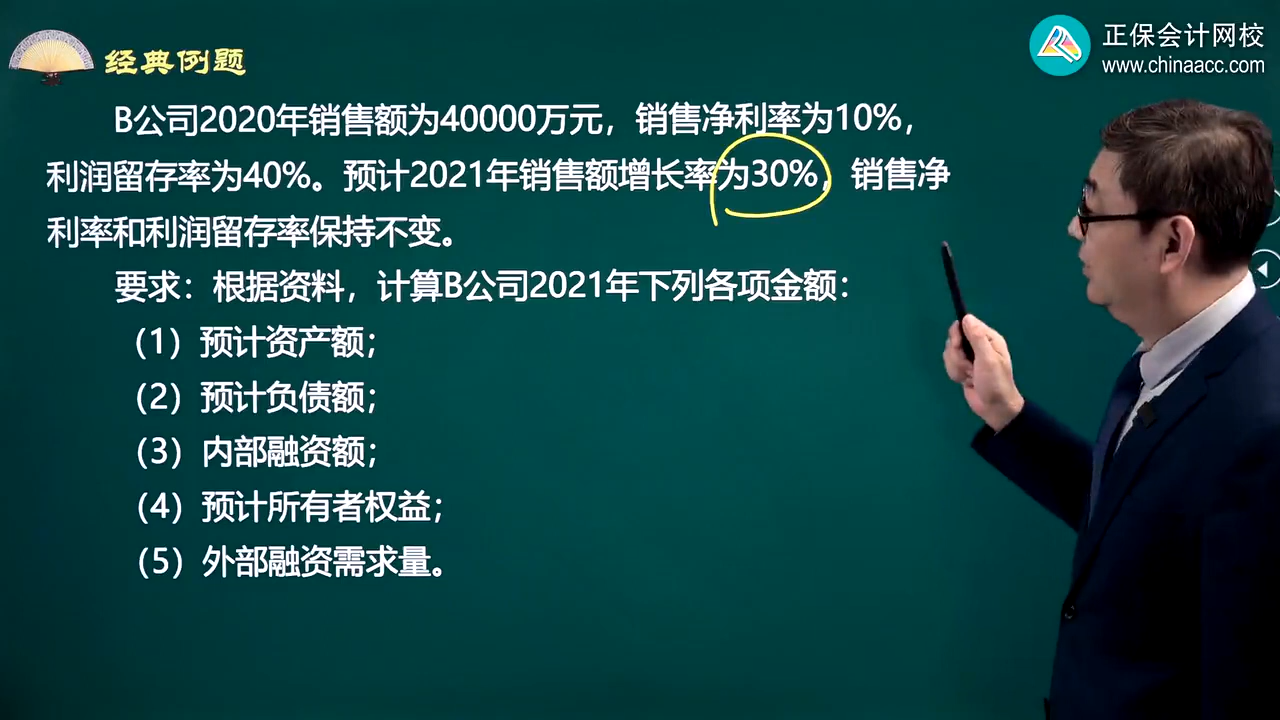 经典例题
正保会计网校
www.chinaacc.com
B公司2020年销售额为40000万元，销售净利率为10%，
利润留存率为40%。预计2021年销售额增长率为30%，销售净
利率和利润留存率保持不变。
要求：根据资料，计算B公司2021年下列各项金额：
（1）预计资产额；
（2）预计负债额；
（3）内部融资额；
（4）预计所有者权益；
（5）外部融资需求量。